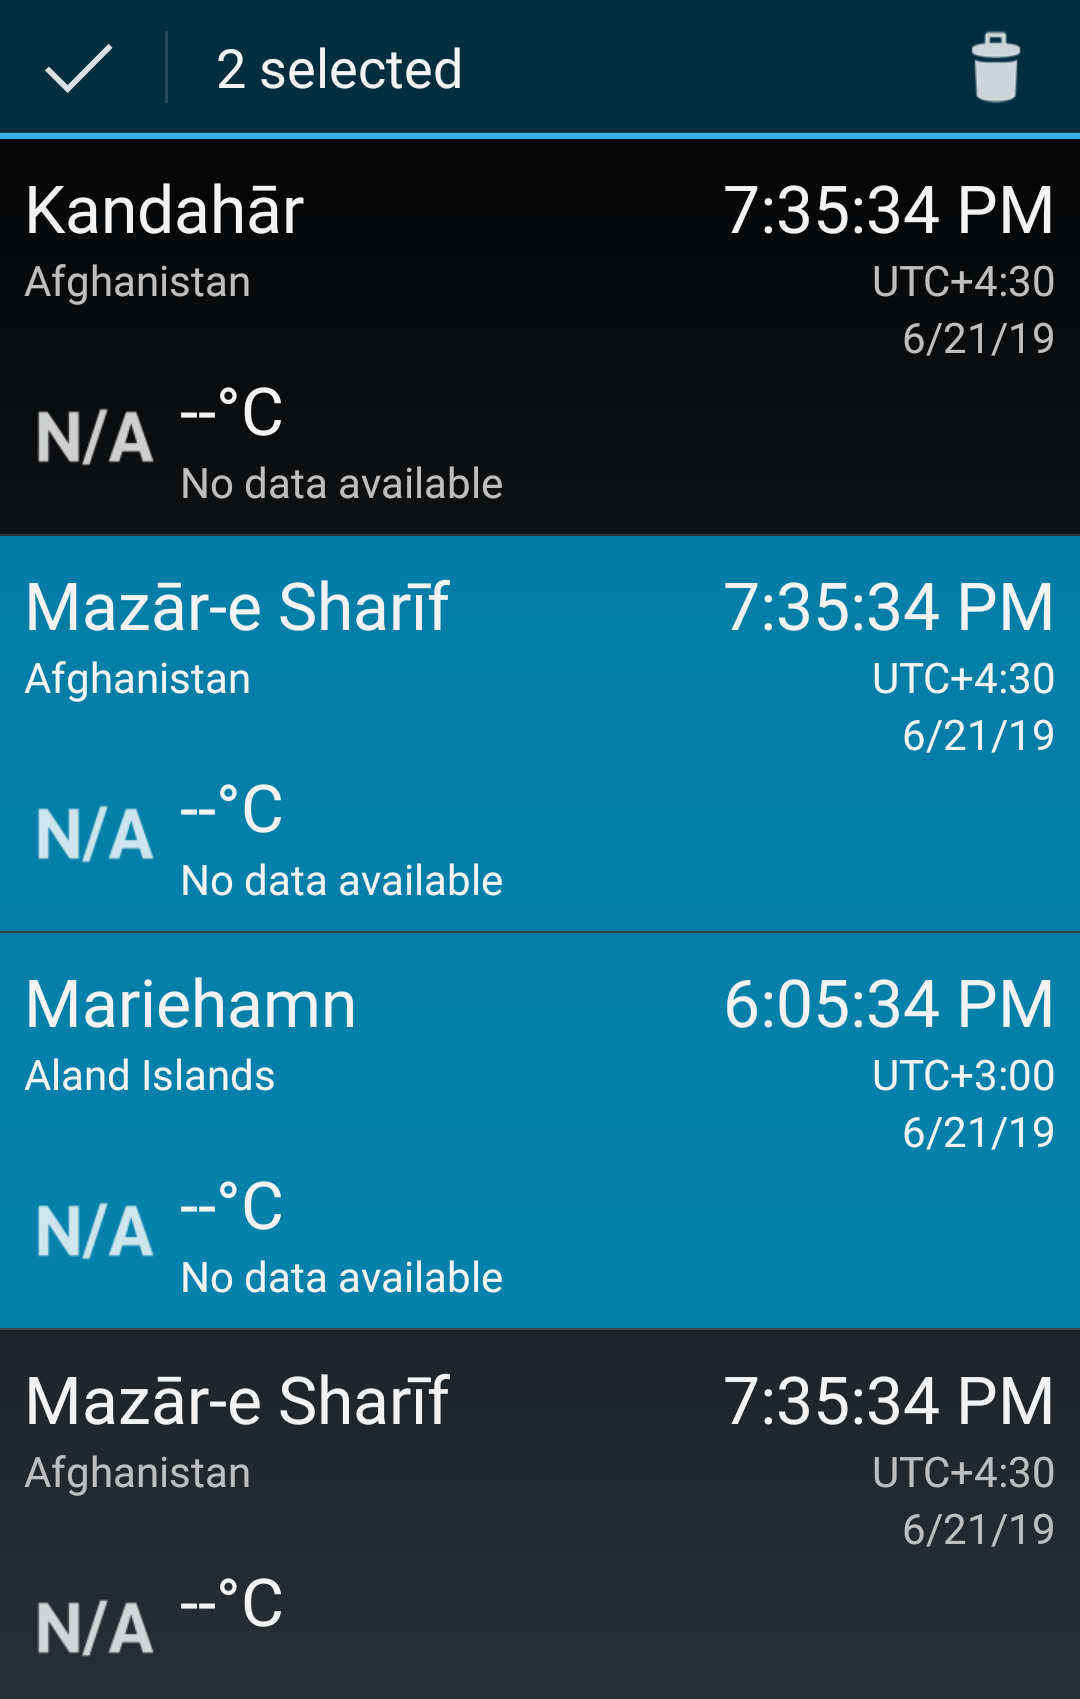 2 selected
Kandahār 7:35:34 PM
Afghanistan UTC+4:30
6/21/19
N/A --°C
No data available
Mazār-e Sharīf 7:35:34 PM
Afghanistan UTC+4:30
6/21/19
N/A --°C
No data available
Mariehamn 6:05:34 PM
Aland Islands UTC+3:00
6/21/19
N/A --°C
No data available
Mazār-e Sharīf 7:35:34 PM
Afghanistan UTC+4:30
6/21/19
N/A --°C